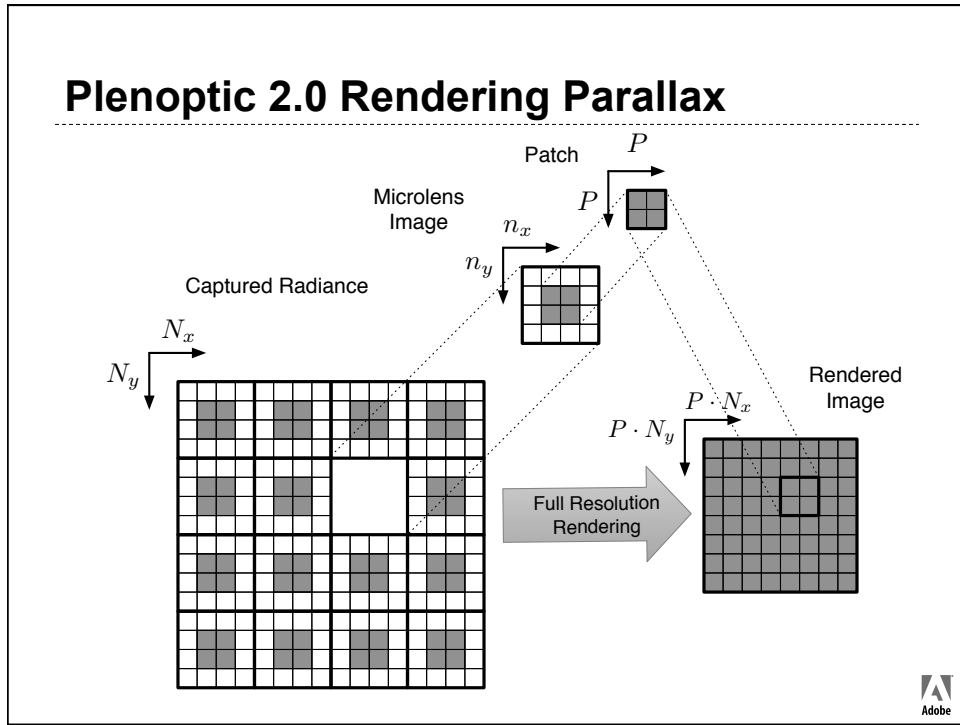 Plenoptic 2.0 Rendering Parallax
Patch
P
P
Microlens
Image
n_x
n_y
Captured Radiance
N_x
N_y
Rendered
Image
P · N_x
P · N_y
Full Resolution
Rendering
Adobe